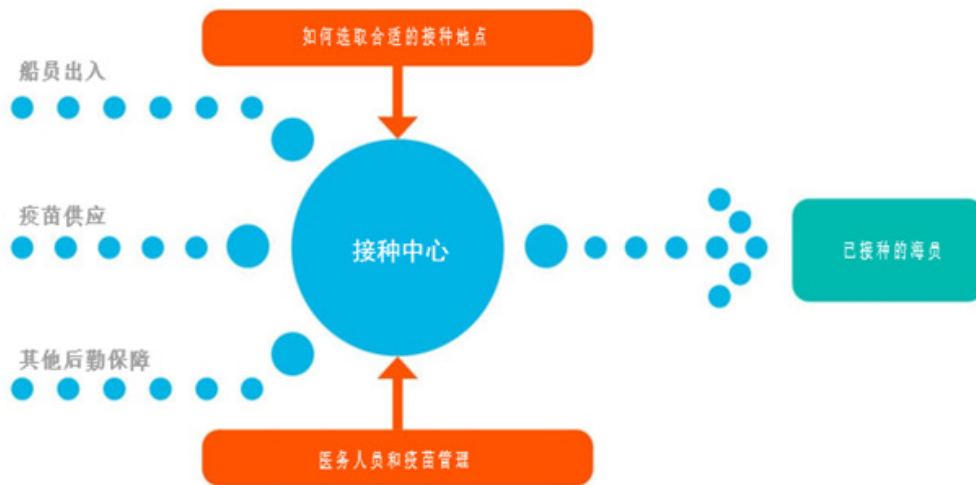 如何选取合适的接种地点
船员出入
疫苗供应
接种中心
已接种的海员
其他后勤保障
医务人员和疫苗管理